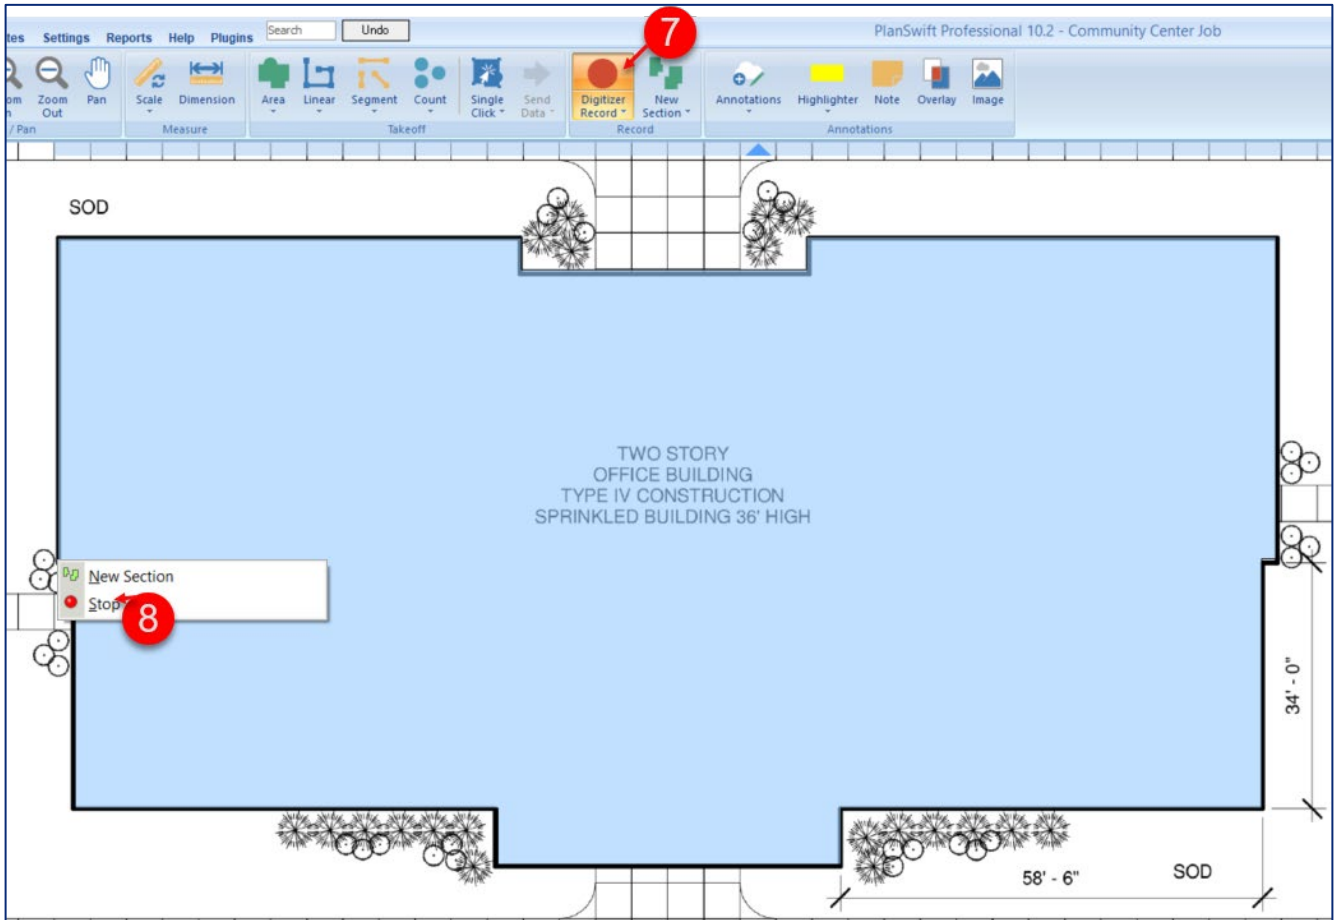 tes Settings Reports Help Plugins Search Undo PlanSwift Professional 10.2 - Community Center Job
7
om Zoom Pan Scale Dimension Area Linear Segment Count Single Send Digitizer New Annotations Highlighter Note Overlay Image
n Out Click Data Record Section
/ Pan Measure Takeoff Record Annotations
SOD
TWO STORY
OFFICE BUILDING
TYPE IV CONSTRUCTION
SPRINKLED BUILDING 36' HIGH
New Section
Stop
8
34' - 0"
58' - 6"
SOD